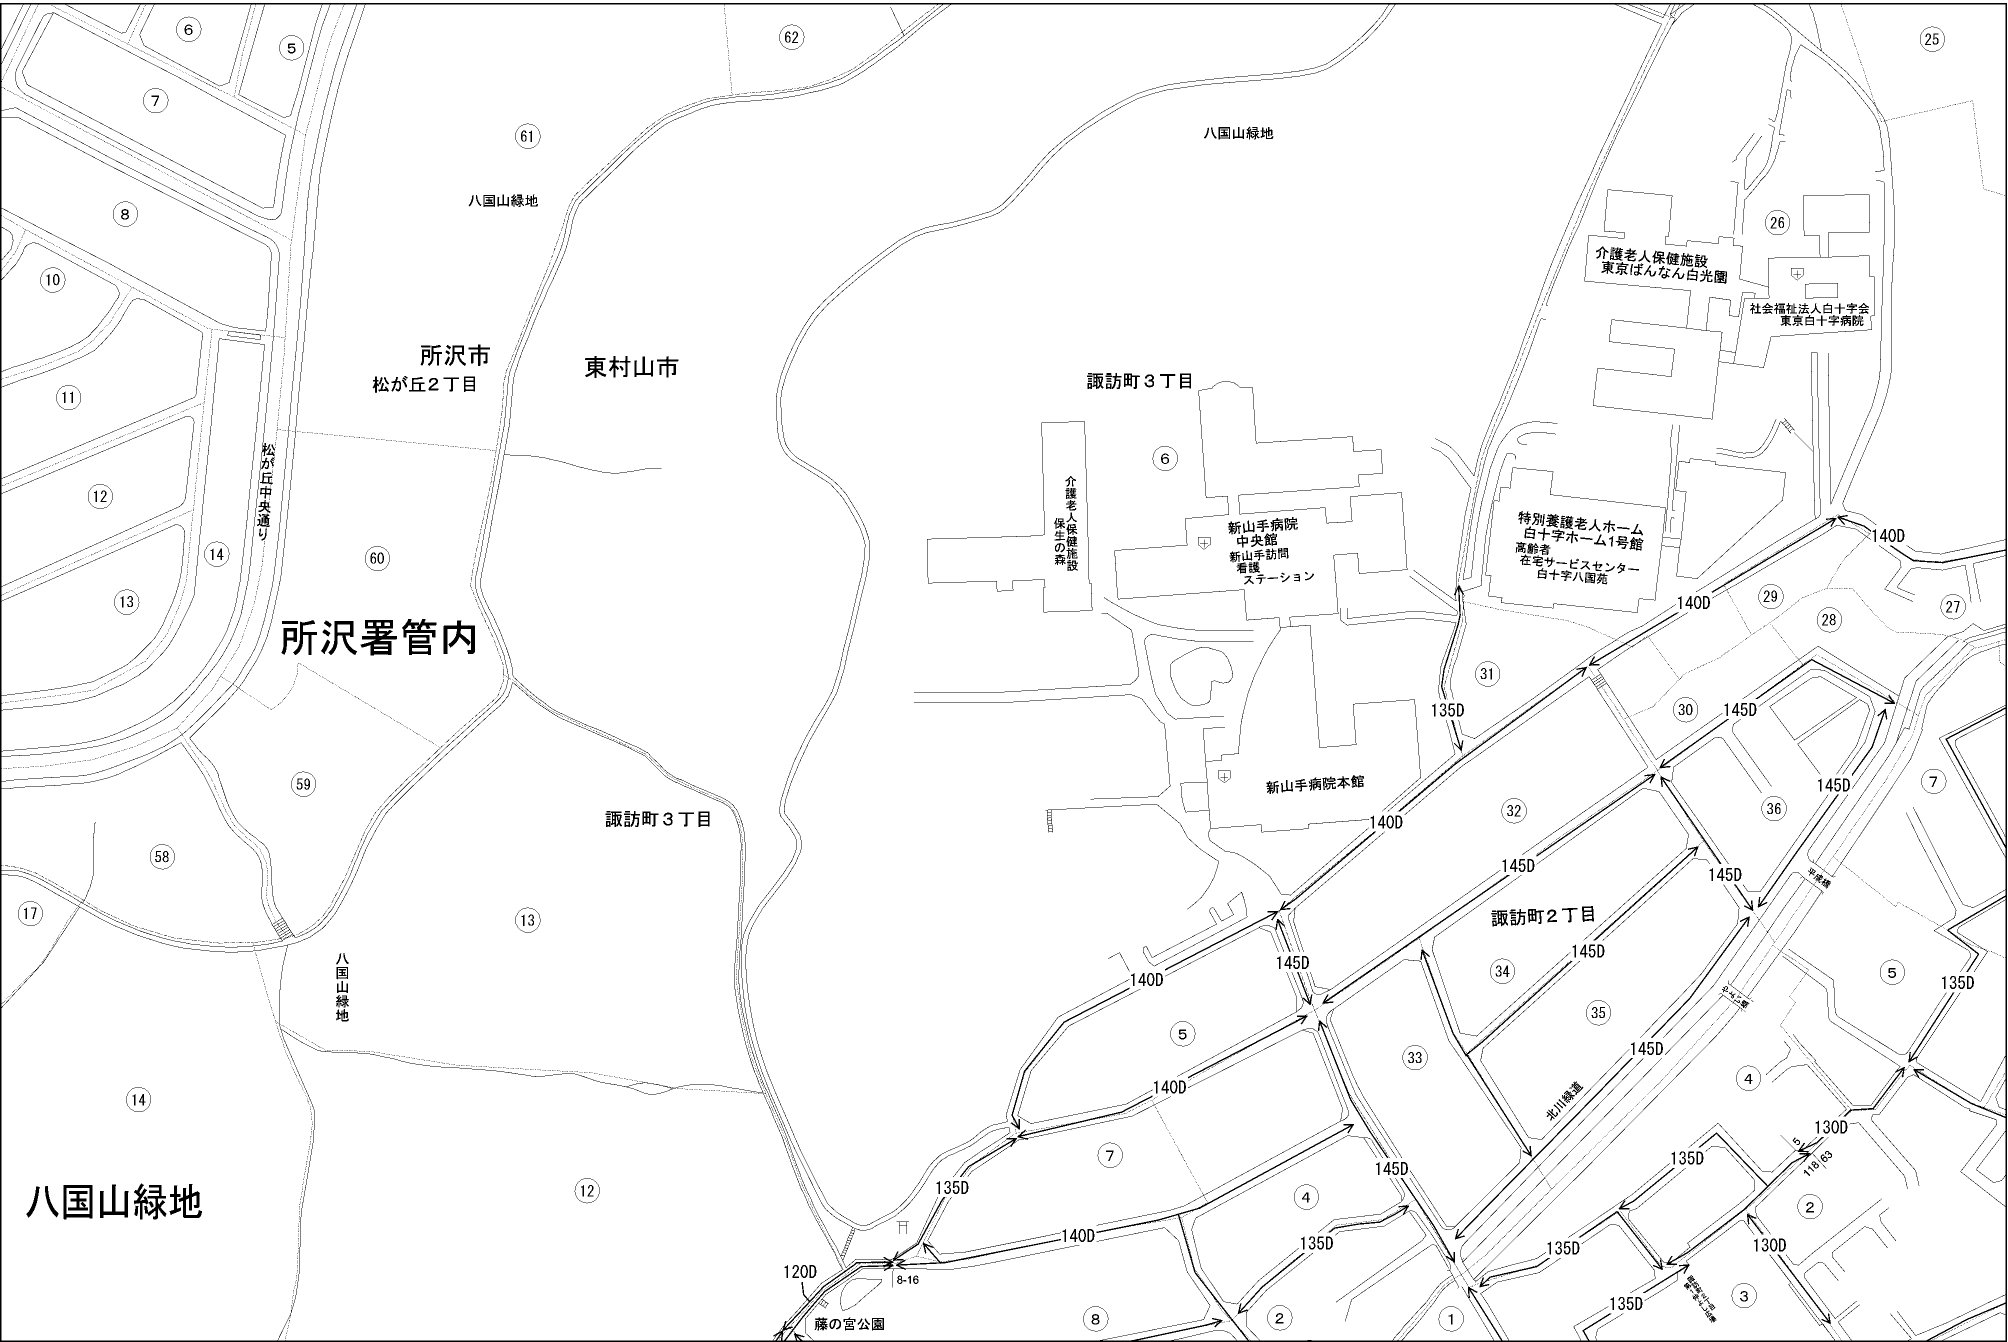 6
5
62
25
7
61
八国山緑地
八国山緑地
8
26
10
介護老人保健施設
東京ばんなん白光園
社会福祉法人白十字会
東京白十字病院
所沢市
松が丘2丁目
東村山市
諏訪町3丁目
11
松が丘中央通り
6
12
介護老人保健施設
保生の森
新山手病院
中央館
新山手訪問
看護
ステーション
特別養護老人ホーム
白十字ホーム1号館
高齢者
在宅サービスセンター
白十字八国苑
140D
14
60
13
所沢署管内
140D
29
28
27
31
135D
30
145D
59
新山手病院本館
145D
7
諏訪町3丁目
140D
32
36
58
145D
145D
平成橋
17
13
諏訪町2丁目
八国山緑地
140D
145D
34
145D
5
135D
35
5
33
145D
4
140D
北川緑道
14
7
145D
130D
5
118
63
135D
八国山緑地
12
135D
4
2
140D
135D
135D
130D
120D
8-16
藤の宮公園
8
2
1
135D
3